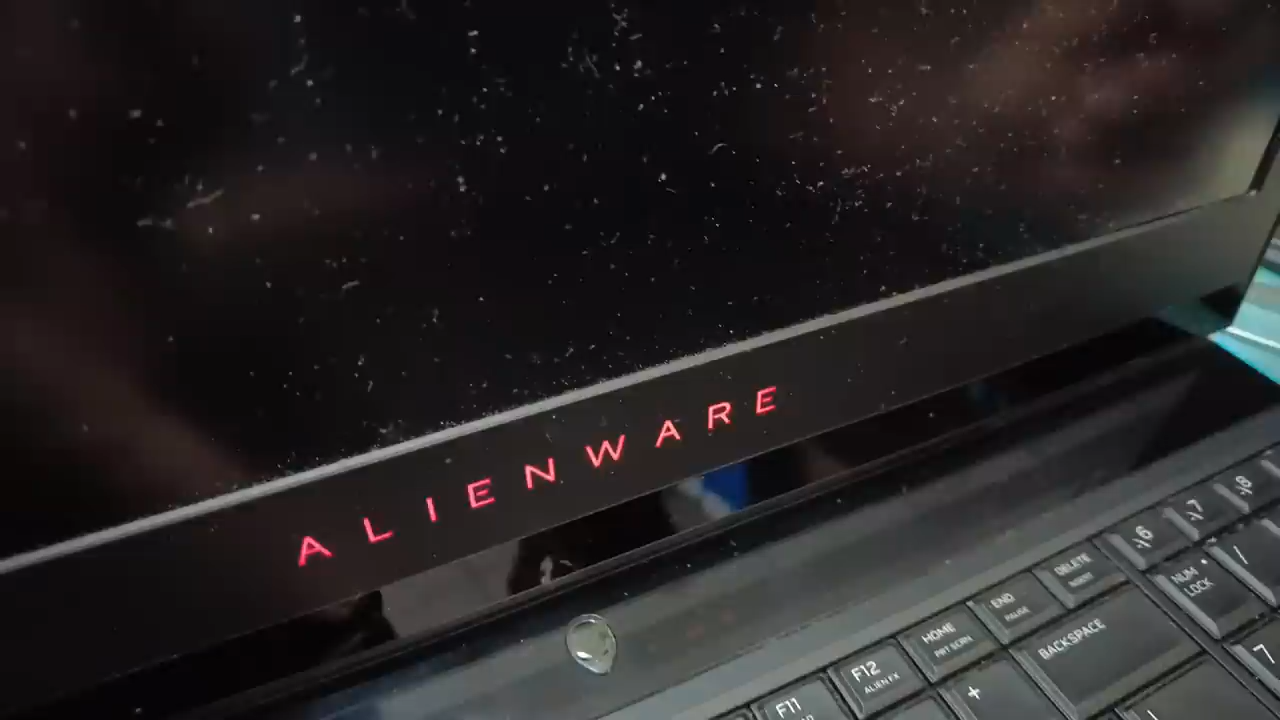 ALIENWARE
F11
F12
ALIEN FX
HOME
PRT SCRN
END
PAUSE
DELETE
INSERT
+
BACKSPACE
NUM
LOCK
/
7